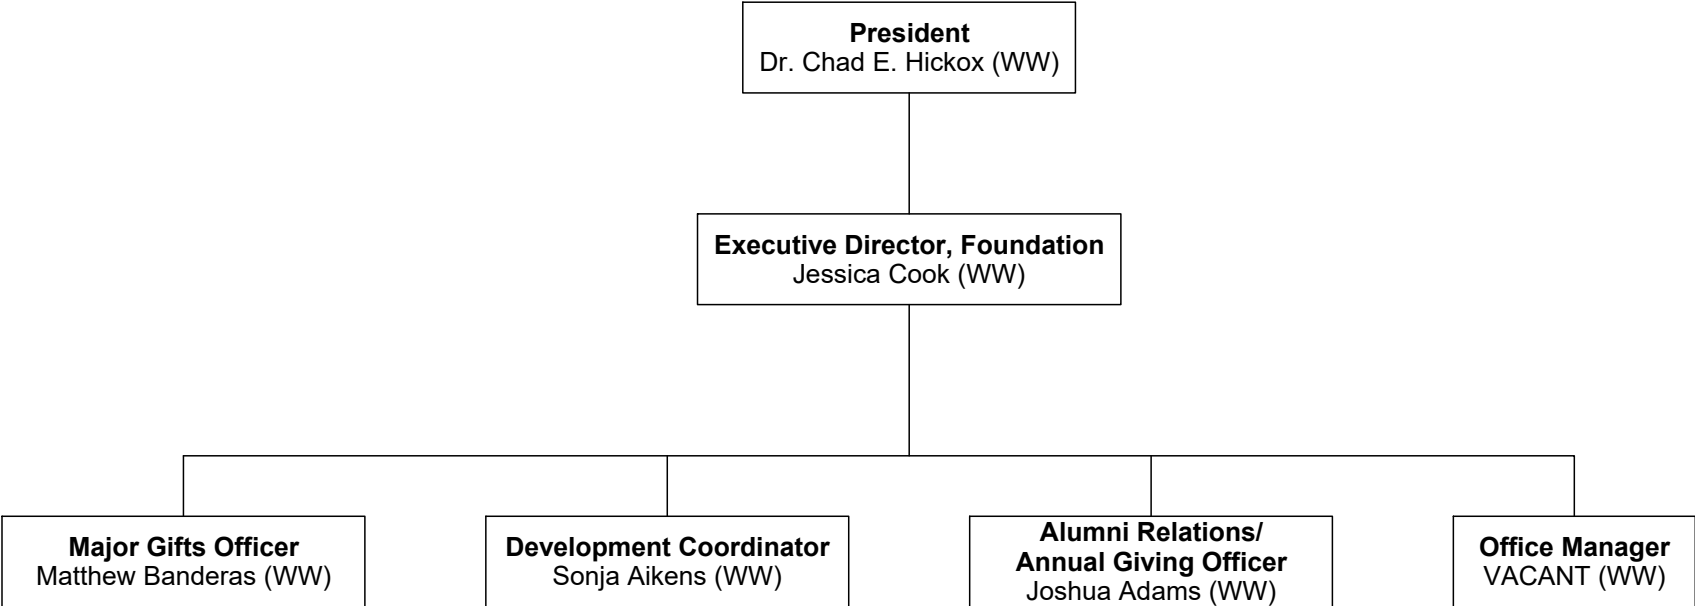 President
Dr. Chad E. Hickox (WW)
Executive Director, Foundation
Jessica Cook (WW)
Major Gifts Officer
Matthew Banderas (WW)
Development Coordinator
Sonja Aikens (WW)
Alumni Relations/
Annual Giving Officer
Joshua Adams (WW)
Office Manager
VACANT (WW)